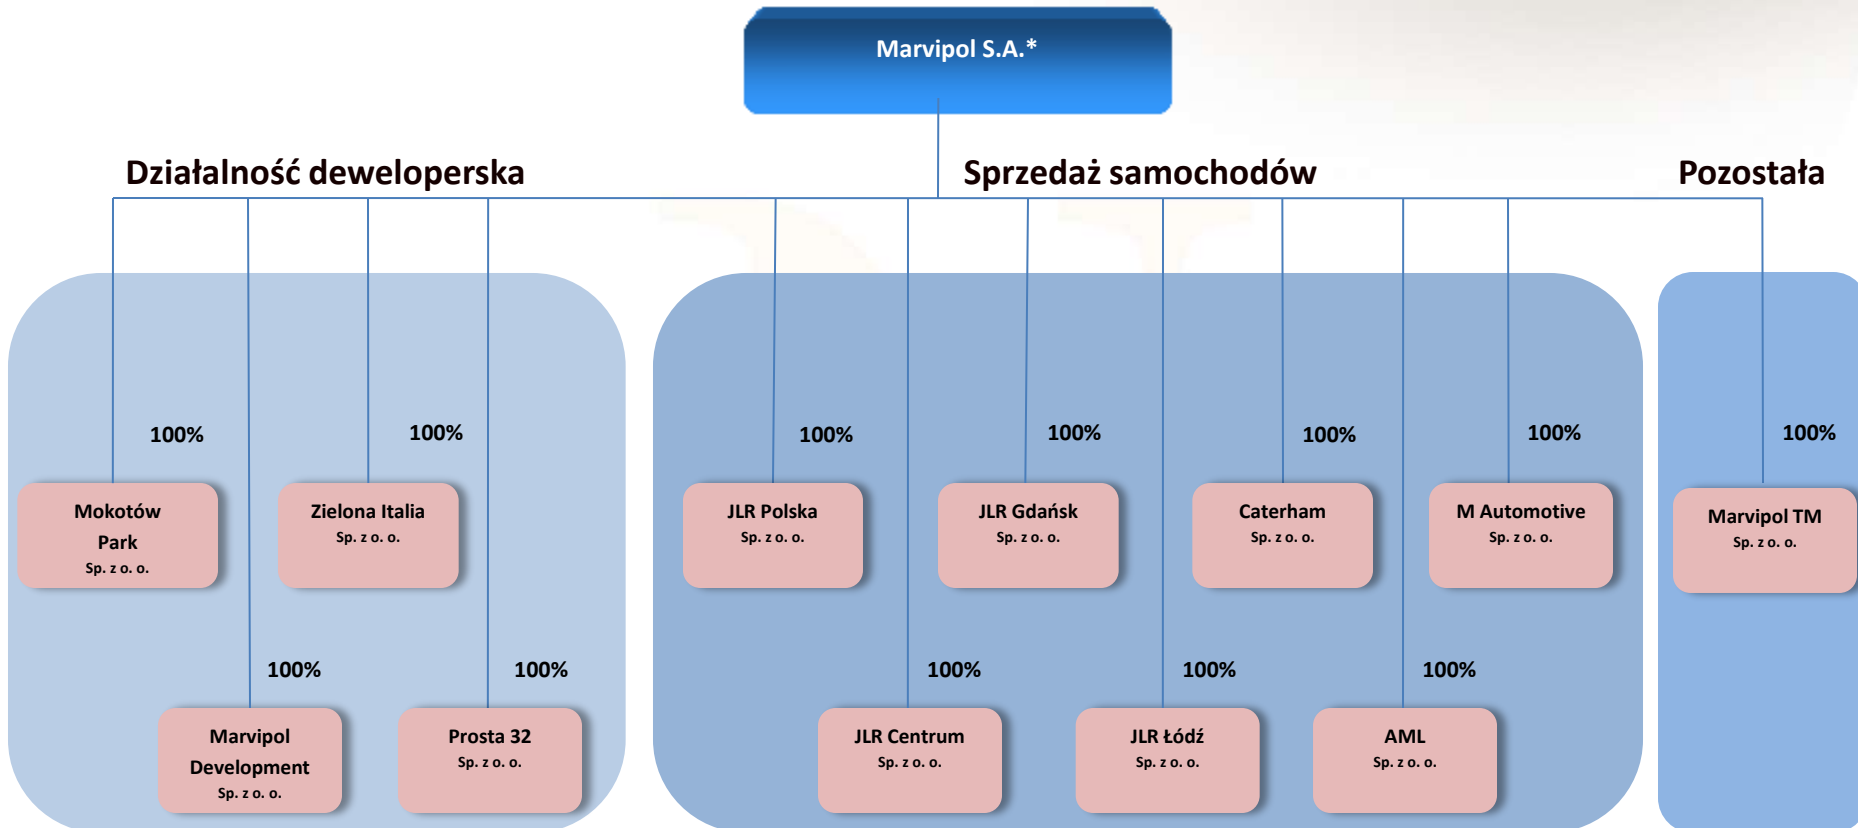 Marvipol S.A.*
Działalność deweloperska
Sprzedaż samochodów
Pozostała
100%
100%
100%
100%
100%
100%
100%
Mokotów
Park
Sp. z o. o.
Zielona Italia
Sp. z o. o.
JLR Polska
Sp. z o. o.
JLR Gdańsk
Sp. z o. o.
Caterham
Sp. z o. o.
M Automotive
Sp. z o. o.
Marvipol TM
Sp. z o. o.
100%
100%
100%
100%
100%
Marvipol
Development
Sp. z o. o.
Prosta 32
Sp. z o. o.
JLR Centrum
Sp. z o. o.
JLR Łódź
Sp. z o. o.
AML
Sp. z o. o.